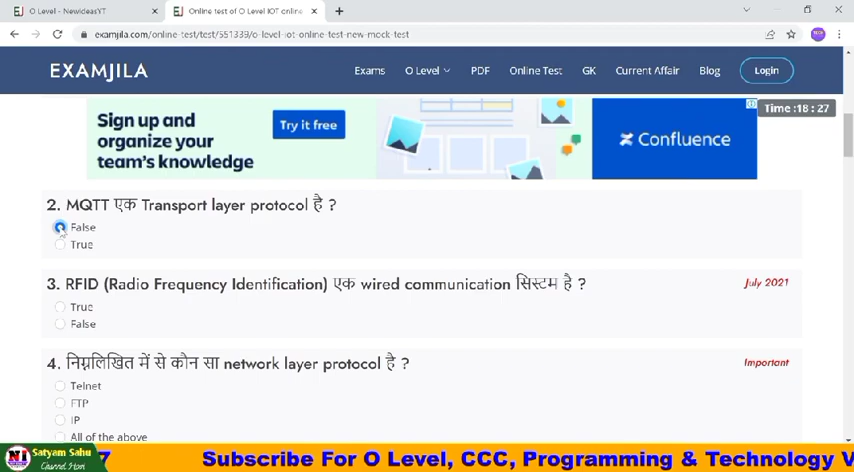 O Level - NewideasYT
Online test of O Level IOT online
examjila.com/online-test/test/551339/o-level-iot-online-test-new-mock-test
EXAMJILA
Exams
O Level
PDF
Online Test
GK
Current Affair
Blog
Login
Sign up and
organize your
team's knowledge
Try it free
Confluence
Time :18 : 27
2. MQTT एक Transport layer protocol है ?
False
True
3. RFID (Radio Frequency Identification) एक wired communication सिस्टम है ?
July 2021
True
False
4. निम्नलिखित में से कौन सा network layer protocol है ?
Important
Telnet
FTP
IP
All of the above
Satyam Sahu
7 Subscribe For O Level, CCC, Programming & Technology V